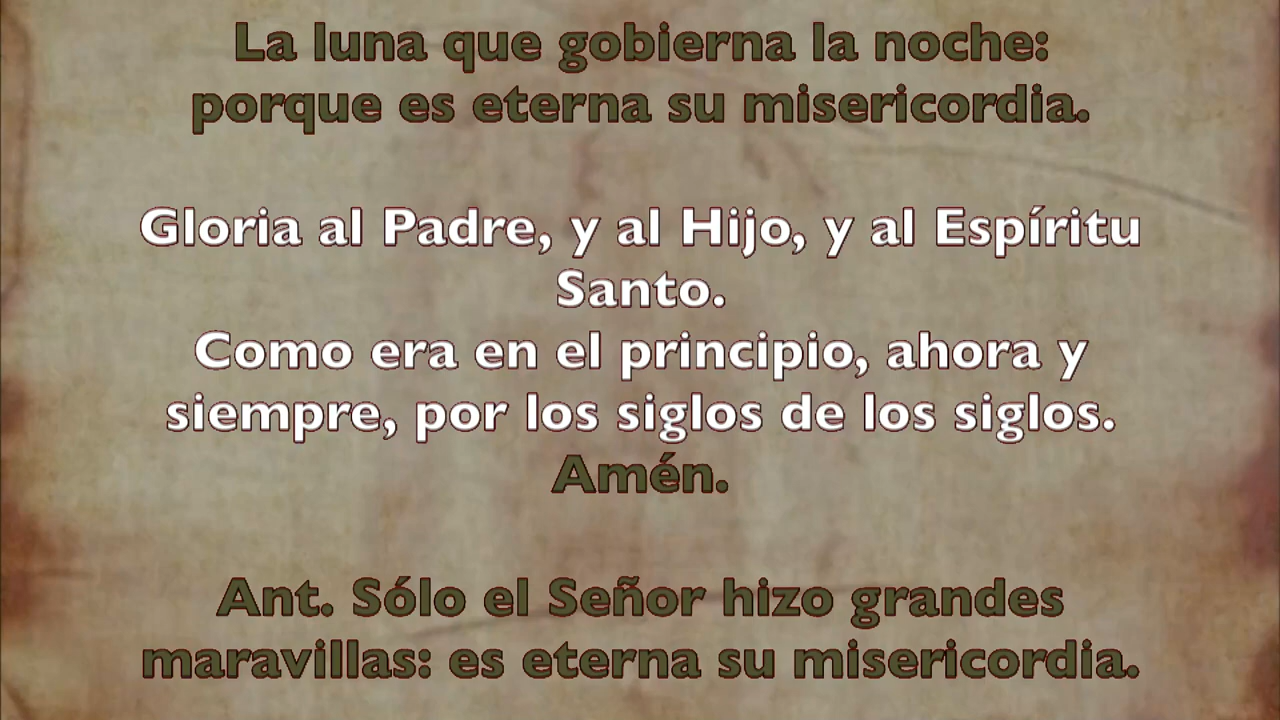 La luna que gobierna la noche:
porque es eterna su misericordia.
Gloria al Padre, y al Hijo, y al Espíritu
Santo.
Como era en el principio, ahora y
siempre, por los siglos de los siglos.
Amén.
Ant. Sólo el Señor hizo grandes
maravillas: es eterna su misericordia.